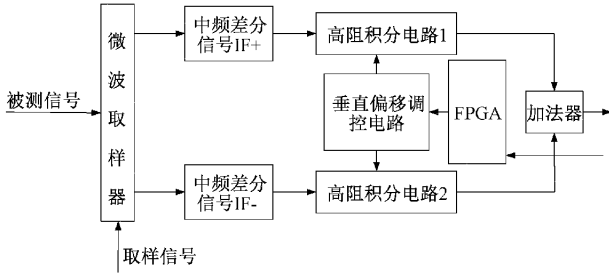 中频差分
信号IF+
高阻积分电路1
微
波
取
样
器
被测信号
垂直偏移调
控电路
FPGA
加法器
中频差分
信号IF-
高阻积分电路2
取样信号